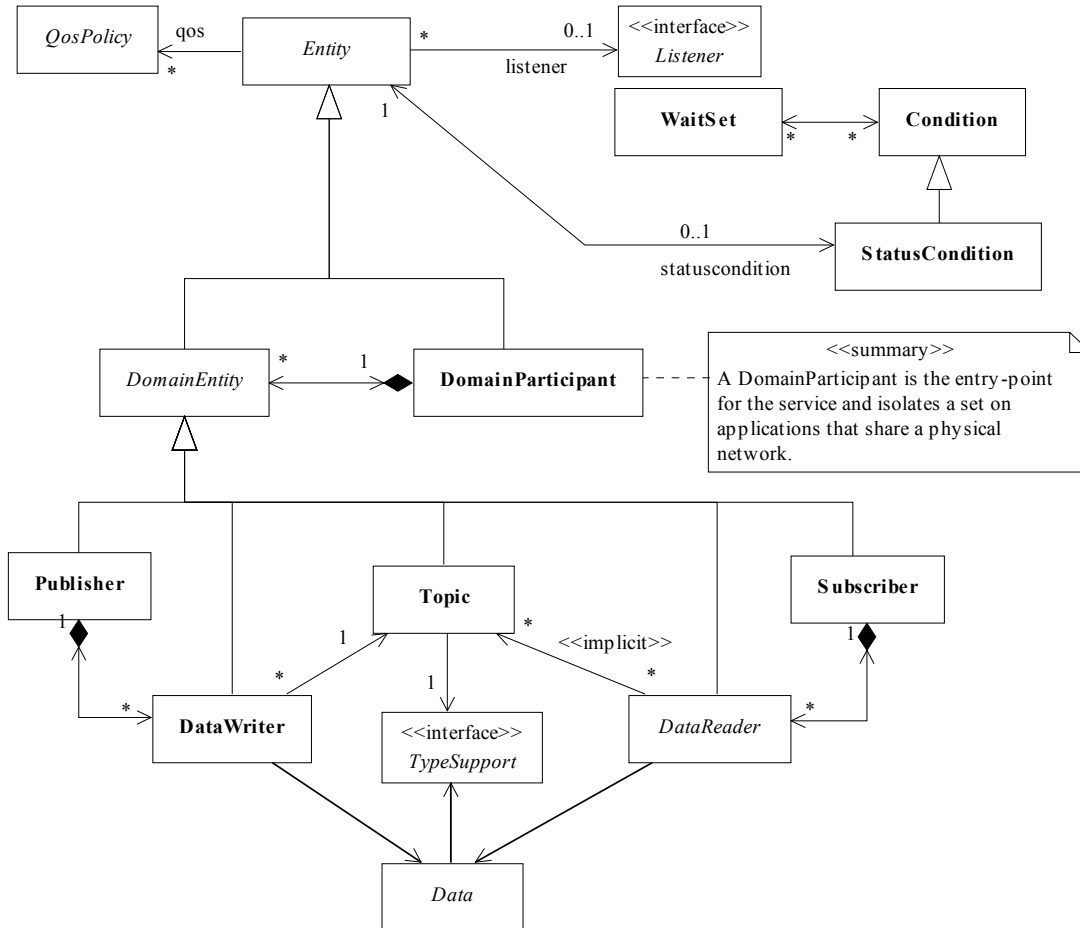 QosPolicy
qos
*
Entity
*
0..1
listener
<<interface>>
Listener
1
WaitSet
*
*
Condition
0..1
statuscondition
StatusCondition
DomainEntity
*
1
DomainParticipant
<<summary>>
A DomainParticipant is the entry-point
for the service and isolates a set on
applications that share a physical
network.
Publisher
1
Topic
Subscriber
1
1
*
<<implicit>>
*
*
*
DataWriter
1
<<interface>>
TypeSupport
DataReader
*
Data